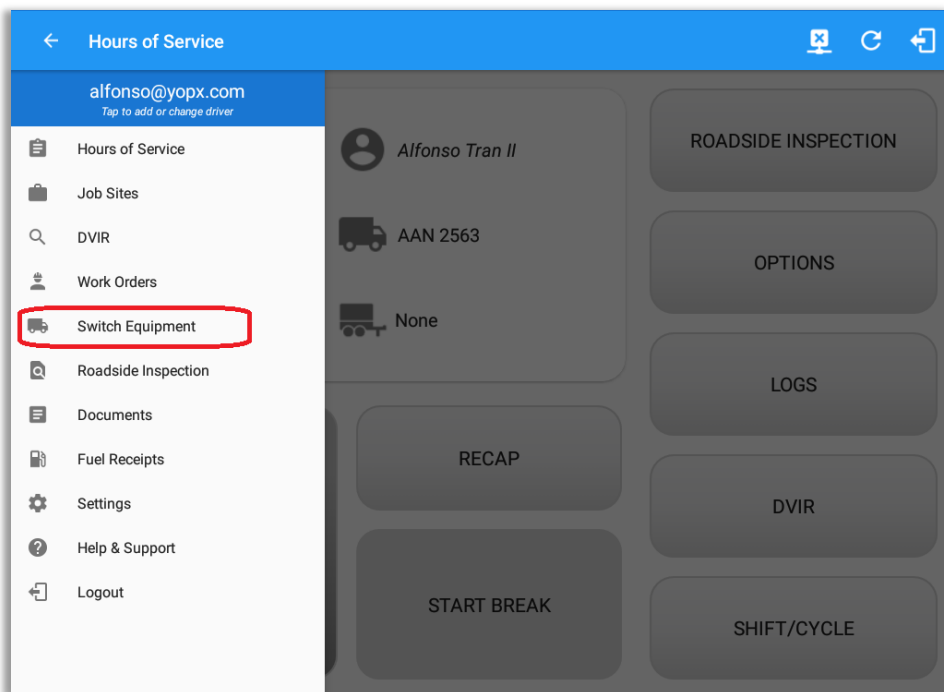 Hours of Service
alfonso@yopx.com
Tap to add or change driver
Hours of Service
Job Sites
DVIR
Work Orders
Switch Equipment
Roadside Inspection
Documents
Fuel Receipts
Settings
Help & Support
Logout
Alfonso Tran II
AAN 2563
None
RECAP
START BREAK
ROADSIDE INSPECTION
OPTIONS
LOGS
DVIR
SHIFT/CYCLE